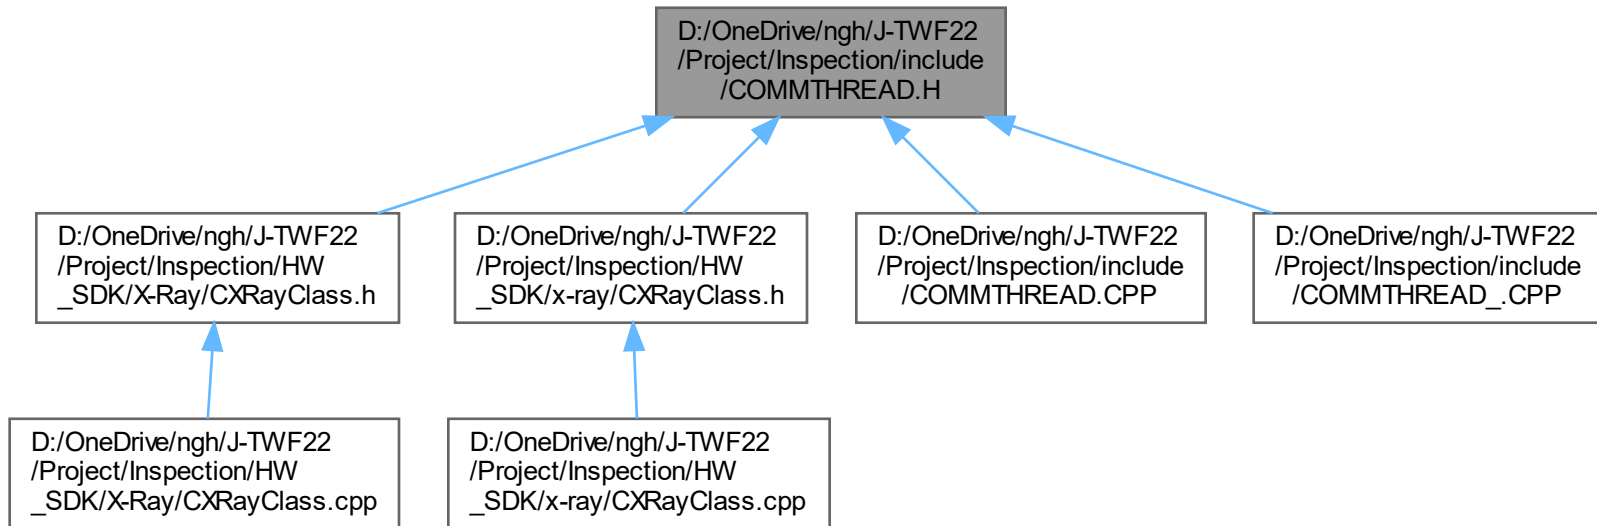 D:/OneDrive/ngh/J-TWF22
/Project/Inspection/include
/COMMTHREAD.H
D:/OneDrive/ngh/J-TWF22
/Project/Inspection/HW
_SDK/X-Ray/CXRayClass.h
D:/OneDrive/ngh/J-TWF22
/Project/Inspection/HW
_SDK/x-ray/CXRayClass.h
D:/OneDrive/ngh/J-TWF22
/Project/Inspection/include
/COMMTHREAD.CPP
D:/OneDrive/ngh/J-TWF22
/Project/Inspection/include
/COMMTHREAD_.CPP
D:/OneDrive/ngh/J-TWF22
/Project/Inspection/HW
_SDK/X-Ray/CXRayClass.cpp
D:/OneDrive/ngh/J-TWF22
/Project/Inspection/HW
_SDK/x-ray/CXRayClass.cpp